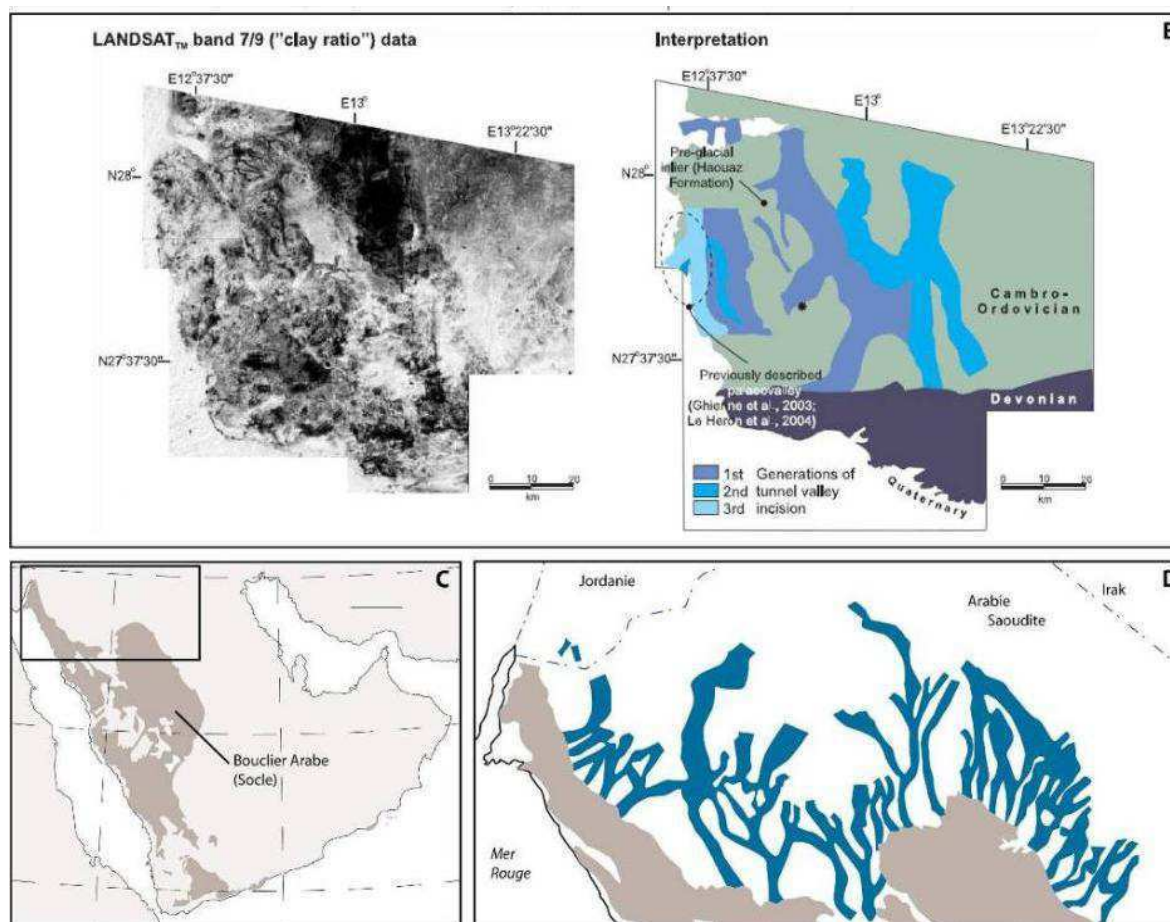 B
LANDSAT™ band 7/9 ("clay ratio") data
E12°37'30"
E13°
E13°22'30"
N28°
N27°37'30"
0 10 20
km
Interpretation
E12°37'30"
E13°
E13°22'30"
N28°
Pre-glacial
inlier (Haouaz
Formation)
Cambro-
Ordovician
N27°37'30"
Previously described
palaeovalley
(Ghienne et al., 2003;
Le Heron et al., 2004)
Devonian
Quaternary
1st Generations of
2nd tunnel valley
3rd incision
0 10 20
km
C
Bouclier Arabe
(Socle)
D
Jordanie
Irak
Arabie
Saoudite
Mer
Rouge